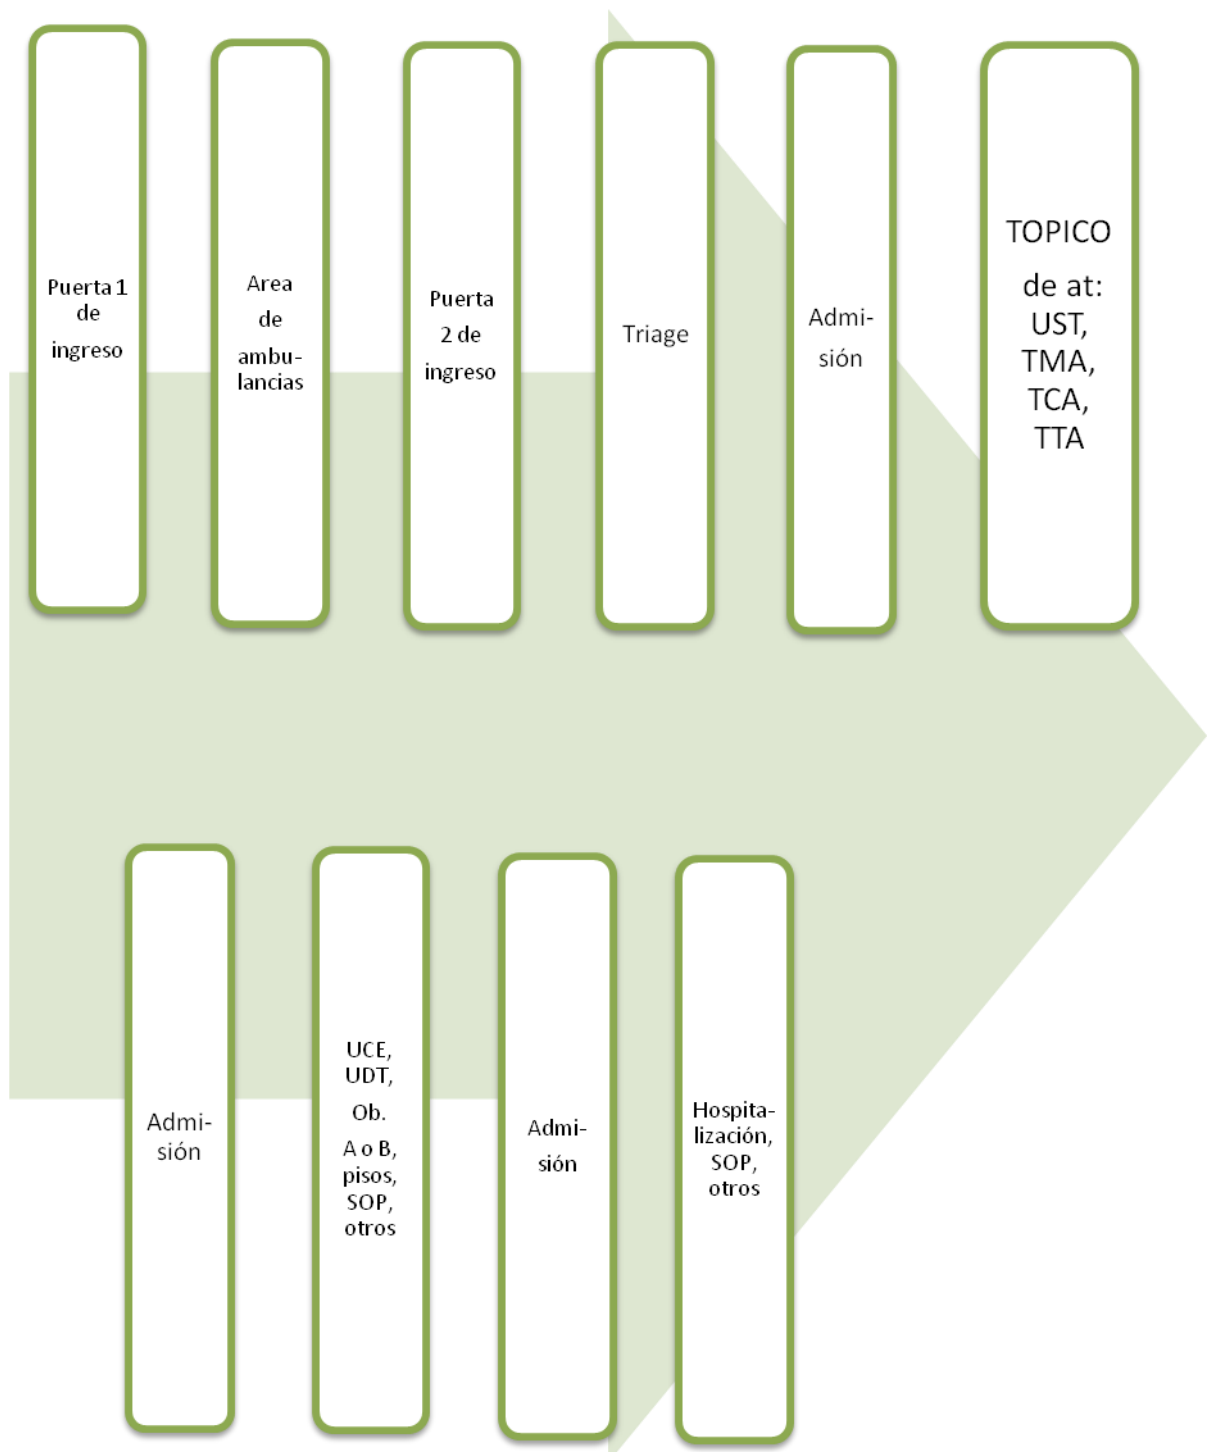 Puerta 1
de
ingreso
Area
de
ambu-
lancias
Puerta
2 de
ingreso
Triage
Admi-
sión
TOPICO
de at:
UST,
TMA,
TCA,
TTA
Admi-
sión
UCE,
UDT,
Ob.
A o B,
pisos,
SOP,
otros
Admi-
sión
Hospita-
lización,
SOP,
otros